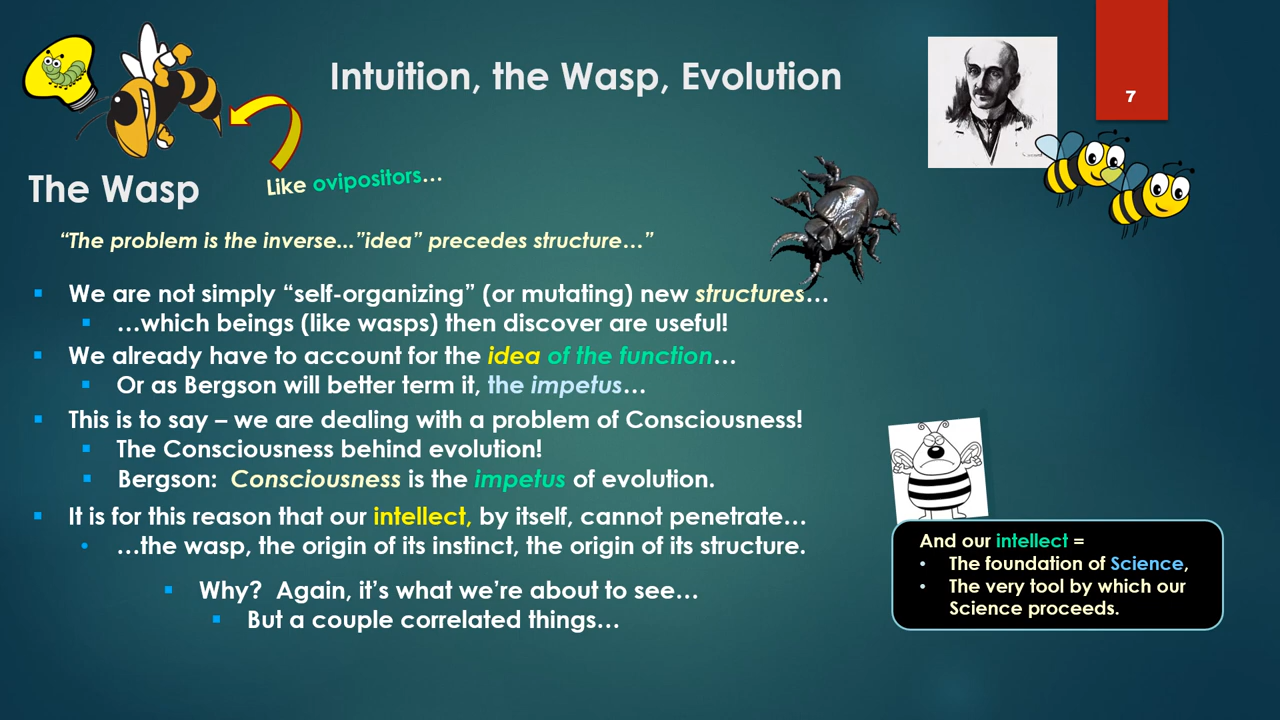 Intuition, the Wasp, Evolution
7
The Wasp
Like ovipositors…
“The problem is the inverse...”idea” precedes structure…”
We are not simply “self-organizing” (or mutating) new structures…
…which beings (like wasps) then discover are useful!
We already have to account for the idea of the function…
Or as Bergson will better term it, the impetus…
This is to say – we are dealing with a problem of Consciousness!
The Consciousness behind evolution!
Bergson: Consciousness is the impetus of evolution.
It is for this reason that our intellect, by itself, cannot penetrate…
…the wasp, the origin of its instinct, the origin of its structure.
Why? Again, it’s what we’re about to see…
But a couple correlated things…
And our intellect =
The foundation of Science,
The very tool by which our
Science proceeds.